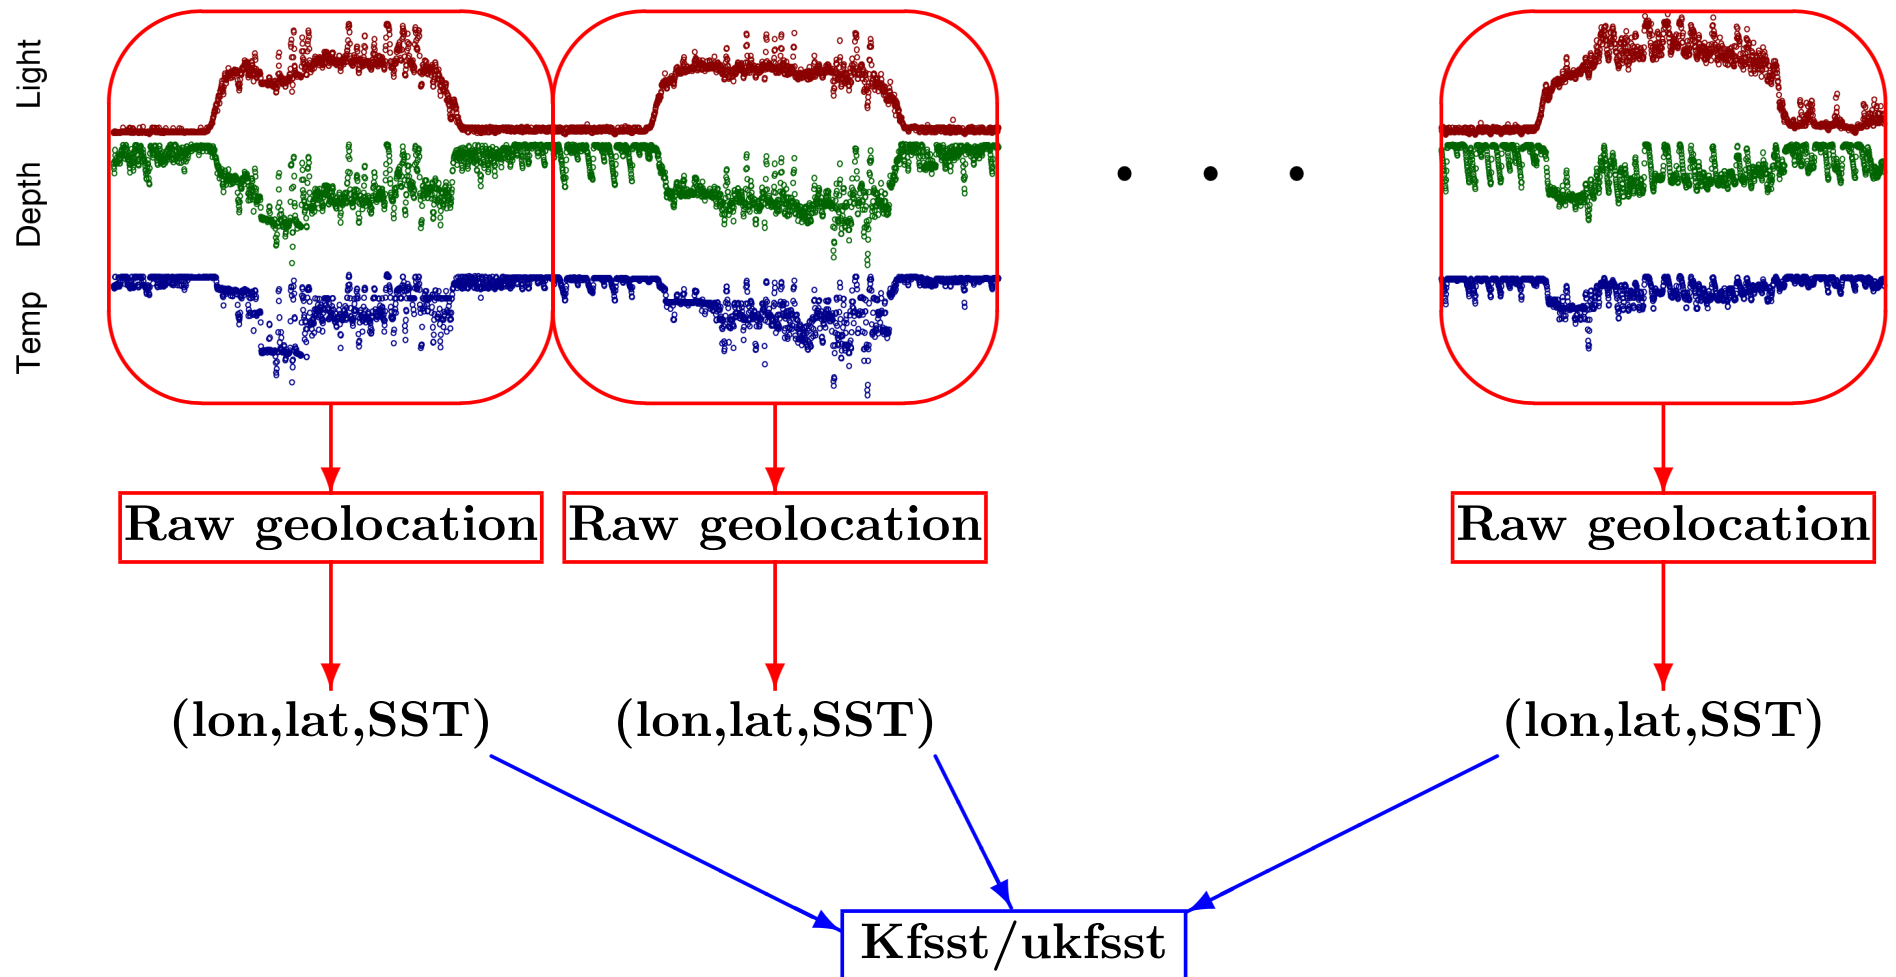 Light
Depth
Temp
Raw geolocation
Raw geolocation
Raw geolocation
(lon,lat,SST)
(lon,lat,SST)
(lon,lat,SST)
Kfsst/ukfsst